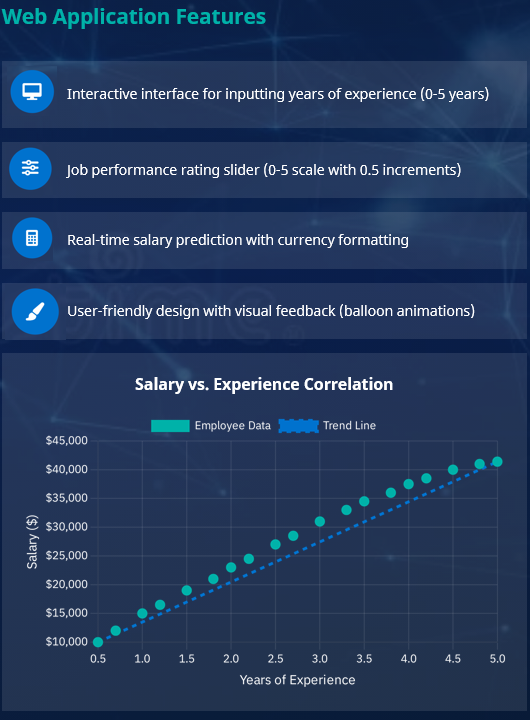 Web Application Features
Interactive interface for inputting years of experience (0-5 years)
Job performance rating slider (0-5 scale with 0.5 increments)
Real-time salary prediction with currency formatting
User-friendly design with visual feedback (balloon animations)
Salary vs. Experience Correlation
Employee Data Trend Line
$45,000
$40,000
$35,000
$30,000
$25,000
$20,000
$15,000
$10,000
Salary ($)
0.5 1.0 1.5 2.0 2.5 3.0 3.5 4.0 4.5 5.0
Years of Experience